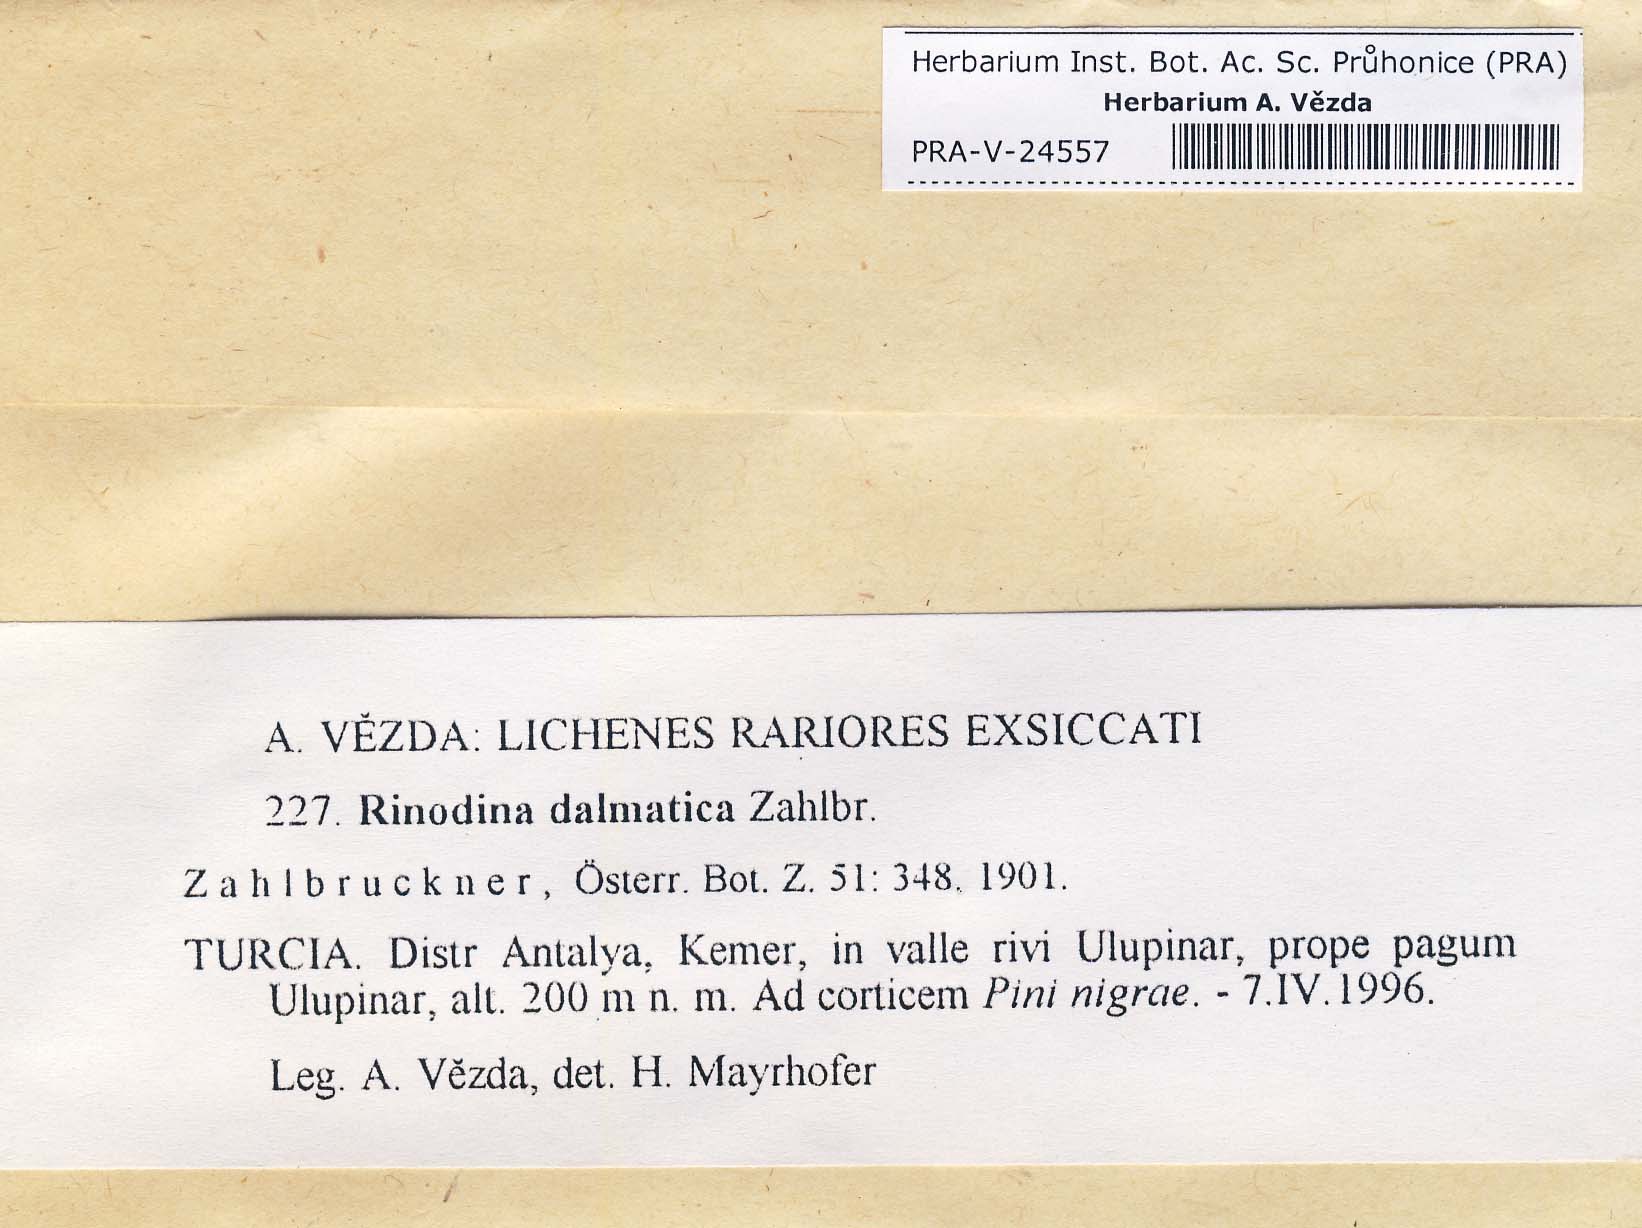 Herbarium Inst. Bot. Ac. Sc. Průhonice (PRA)
Herbarium A. Vězda
PRA-V-24557
A. VĚZDA: LICHENES RARIORES EXSICCATI
227. Rinodina dalmatica Zahlbr.
Zahlbruckner, Österr. Bot. Z. 51: 348. 1901.
TURCIA. Distr Antalya, Kemer, in valle rivi Ulupinar, prope pagum
Ulupinar, alt. 200 m n. m. Ad corticem Pini nigrae. - 7.IV.1996.
Leg. A. Vězda, det. H. Mayrhofer